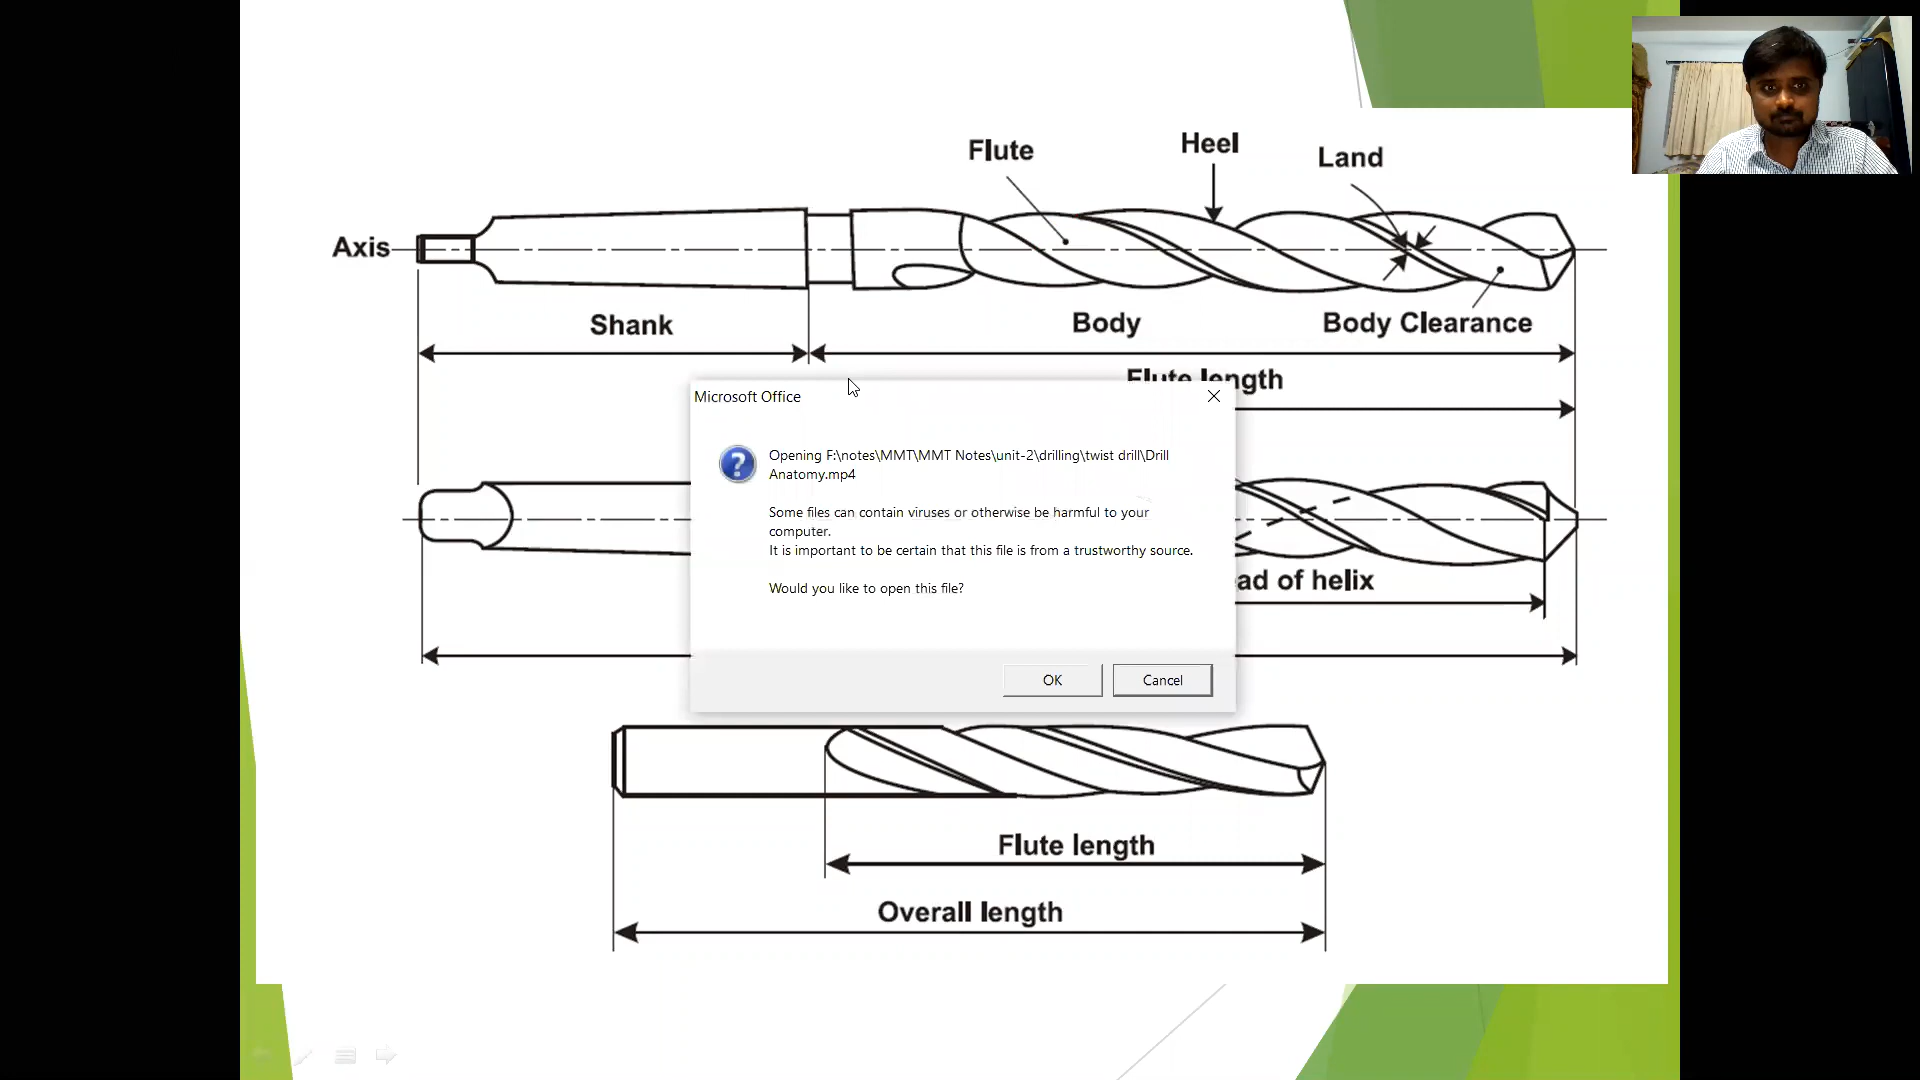 Flute
Heel
Land
Axis
Shank
Body
Body Clearance
Flute length
Microsoft Office
Opening F:\notes\MMT\MMT Notes\unit-2\drilling\twist drill\Drill
Anatomy.mp4
Some files can contain viruses or otherwise be harmful to your
computer.
It is important to be certain that this file is from a trustworthy source.
Would you like to open this file?
ad of helix
OK
Cancel
Flute length
Overall length